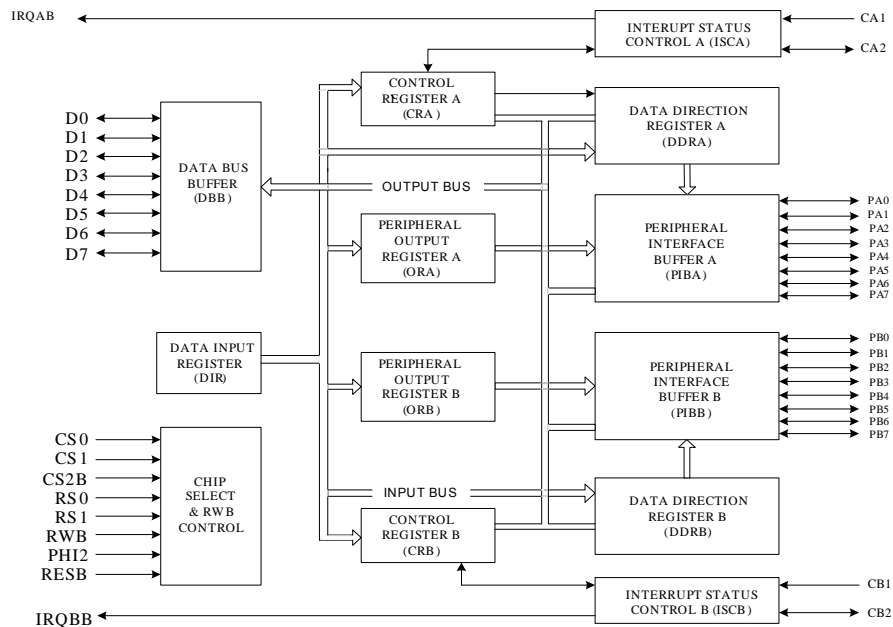 IRQAB
INTERUPT STATUS
CONTROL A (ISCA)
CA1
CA2
CONTROL
REGISTER A
(CRA)
DATA DIRECTION
REGISTER A
(DDRA)
D0
D1
D2
D3
D4
D5
D6
D7
DATA BUS
BUFFER
(DBB)
OUTPUT BUS
PERIPHERAL
OUTPUT
REGISTER A
(ORA)
PERIPHERAL
INTERFACE
BUFFER A
(PIBA)
PA0
PA1
PA2
PA3
PA4
PA5
PA6
PA7
DATA INPUT
REGISTER
(DIR)
PERIPHERAL
OUTPUT
REGISTER B
(ORB)
PERIPHERAL
INTERFACE
BUFFER B
(PIBB)
PB0
PB1
PB2
PB3
PB4
PB5
PB6
PB7
CS0
CS1
CS2B
RS0
RS1
RWB
PHI2
RESB
CHIP
SELECT
& RWB
CONTROL
INPUT BUS
CONTROL
REGISTER B
(CRB)
DATA DIRECTION
REGISTER B
(DDRB)
INTERRUPT STATUS
CONTROL B (ISCB)
CB1
CB2
IRQBB